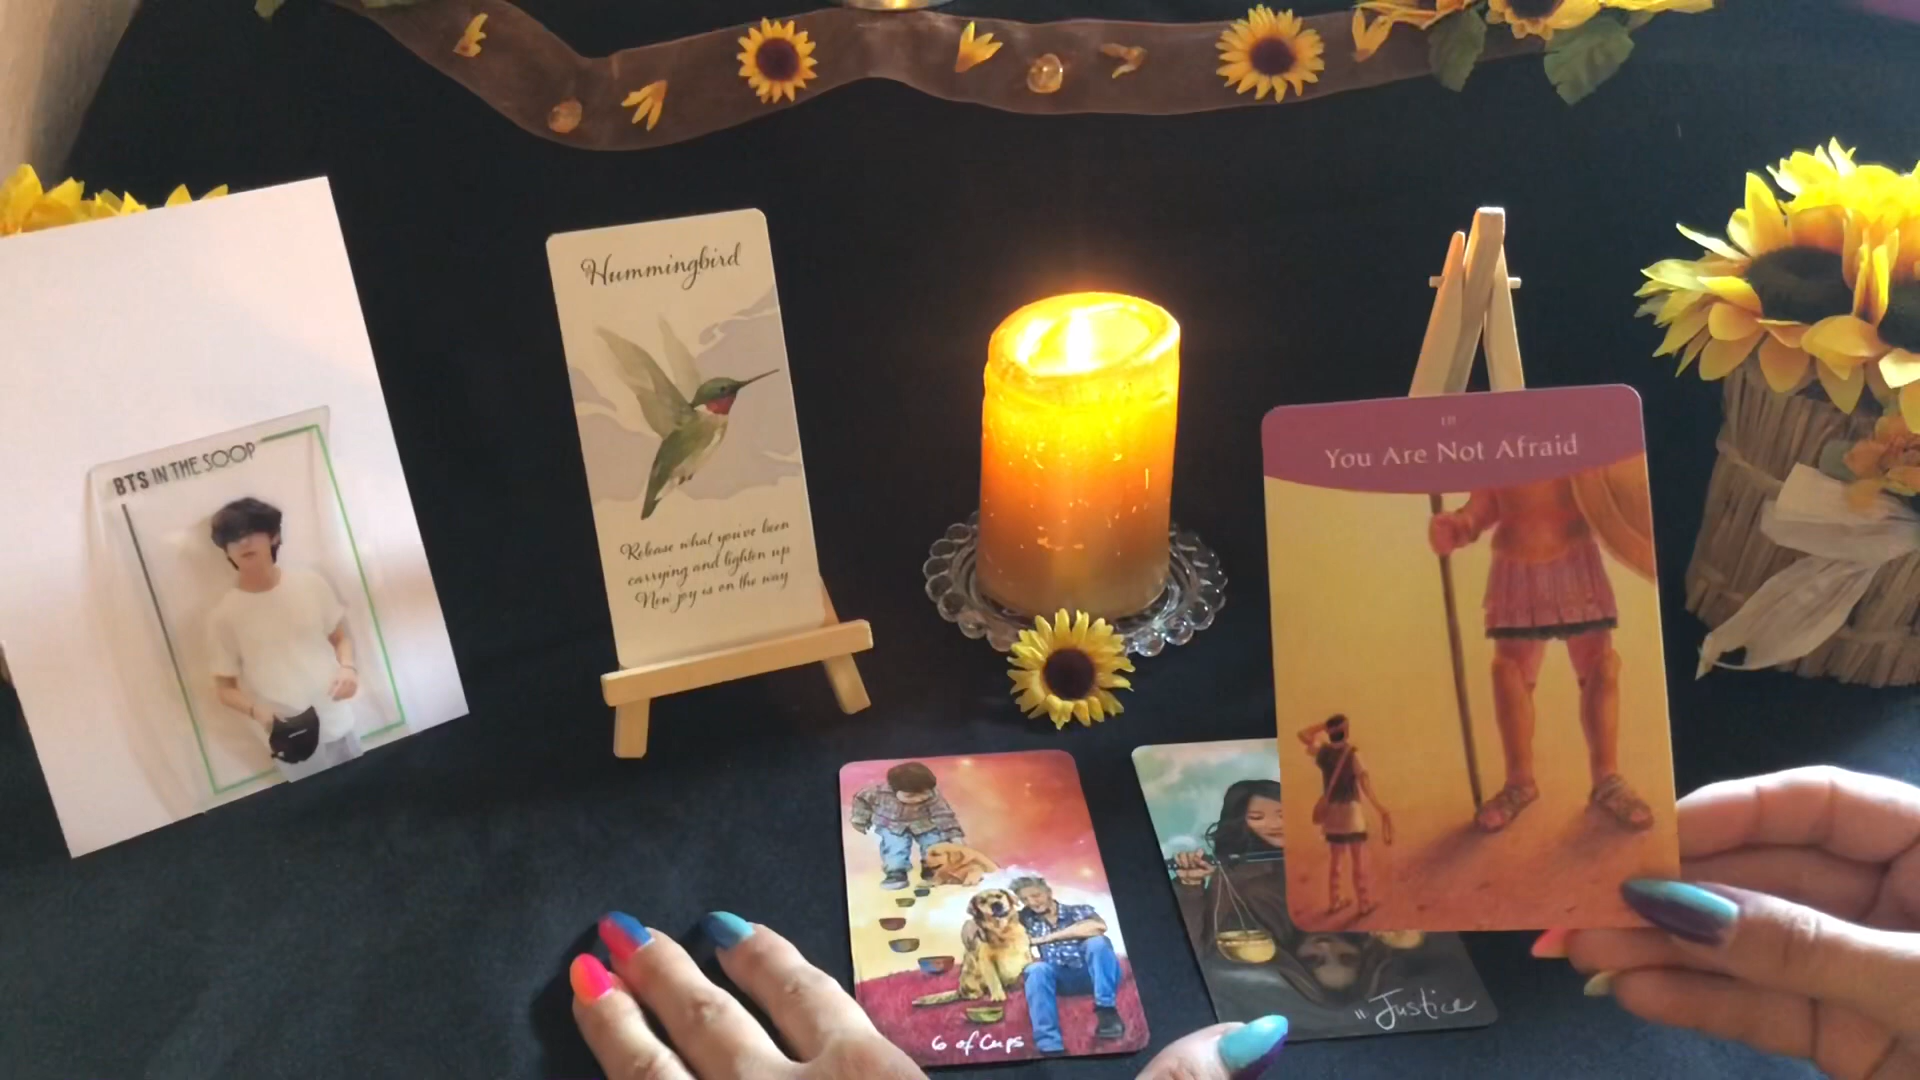 BTS IN THE SOOP
Hummingbird
Release what you've been
carrying and lighten up
New joy is on the way
You Are Not Afraid
6 of Cups
11 Justice